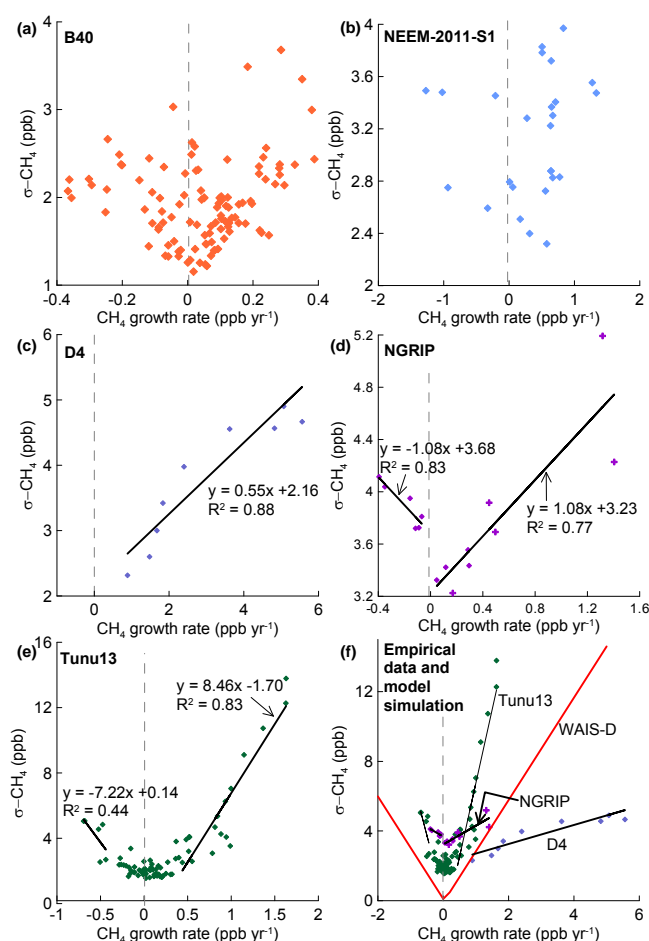 (a)
B40
σ−CH₄ (ppb)
4
3
2
1
-0.4
-0.2
0
0.2
0.4
CH₄ growth rate (ppb yr⁻¹)
(b)
NEEM-2011-S1
σ−CH₄ (ppb)
4
3.6
3.2
2.8
2.4
2
-2
-1
0
1
2
CH₄ growth rate (ppb yr⁻¹)
(c)
D4
σ−CH₄ (ppb)
6
5
4
3
2
y = 0.55x +2.16
R² = 0.88
0
2
4
6
CH₄ growth rate (ppb yr⁻¹)
(d)
NGRIP
σ−CH₄ (ppb)
5.2
4.8
4.4
4
3.6
3.2
y = -1.08x +3.68
R² = 0.83
y = 1.08x +3.23
R² = 0.77
-0.4
0
0.4
0.8
1.2
1.6
CH₄ growth rate (ppb yr⁻¹)
(e)
Tunu13
σ−CH₄ (ppb)
16
12
8
4
0
y = 8.46x -1.70
R² = 0.83
y = -7.22x +0.14
R² = 0.44
-1
-0.5
0
0.5
1
1.5
2
CH₄ growth rate (ppb yr⁻¹)
(f)
Empirical
data and
model
simulation
σ−CH₄ (ppb)
14
12
10
8
6
4
2
0
Tunu13
WAIS-D
NGRIP
D4
-2
0
2
4
6
CH₄ growth rate (ppb yr⁻¹)